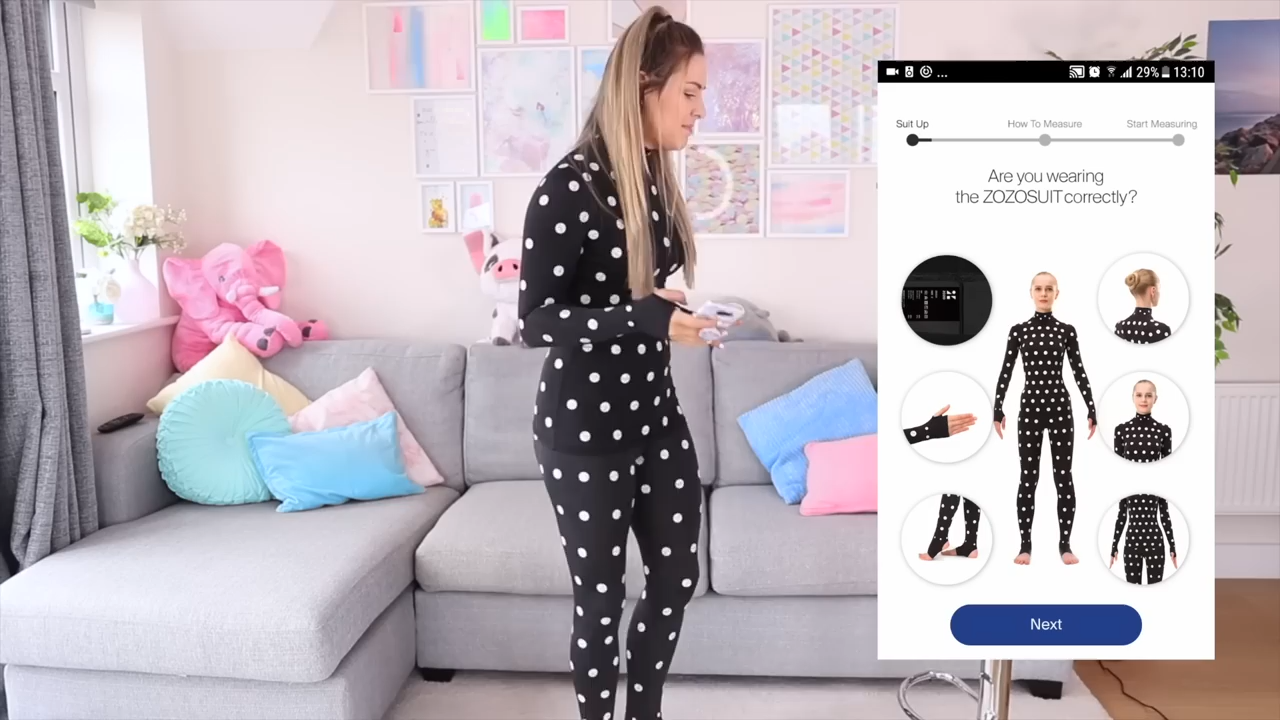 ... 29% 13:10
Suit Up How To Measure Start Measuring
Are you wearing
the ZOZOSUIT correctly?
Next